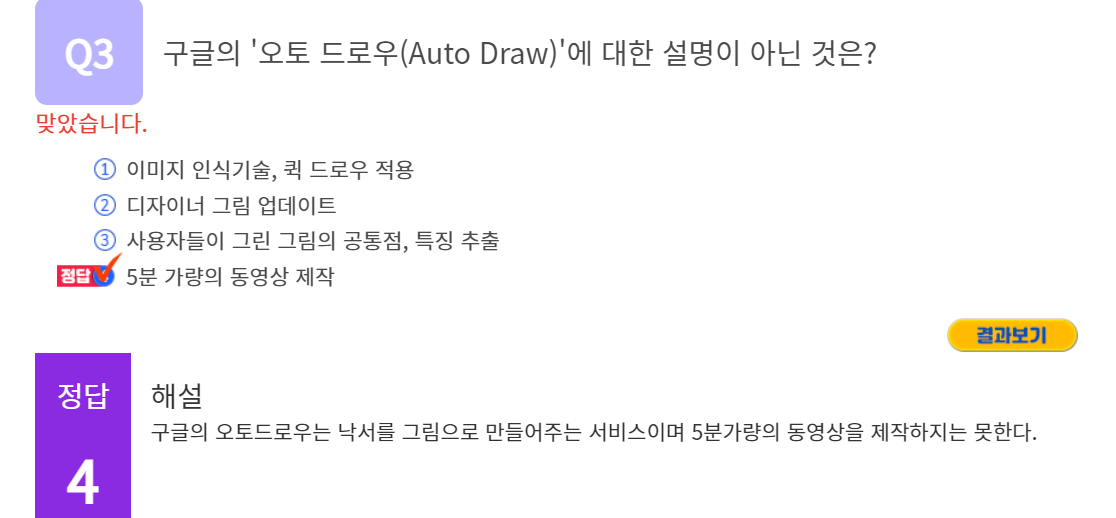 Q3 구글의 '오토 드로우(Auto Draw)'에 대한 설명이 아닌 것은?
맞았습니다.
① 이미지 인식기술, 퀵 드로우 적용
② 디자이너 그림 업데이트
③ 사용자들이 그린 그림의 공통점, 특징 추출
정답 5분 가량의 동영상 제작
결과보기
정답 해설
구글의 오토드로우는 낙서를 그림으로 만들어주는 서비스이며 5분가량의 동영상을 제작하지는 못한다.
4